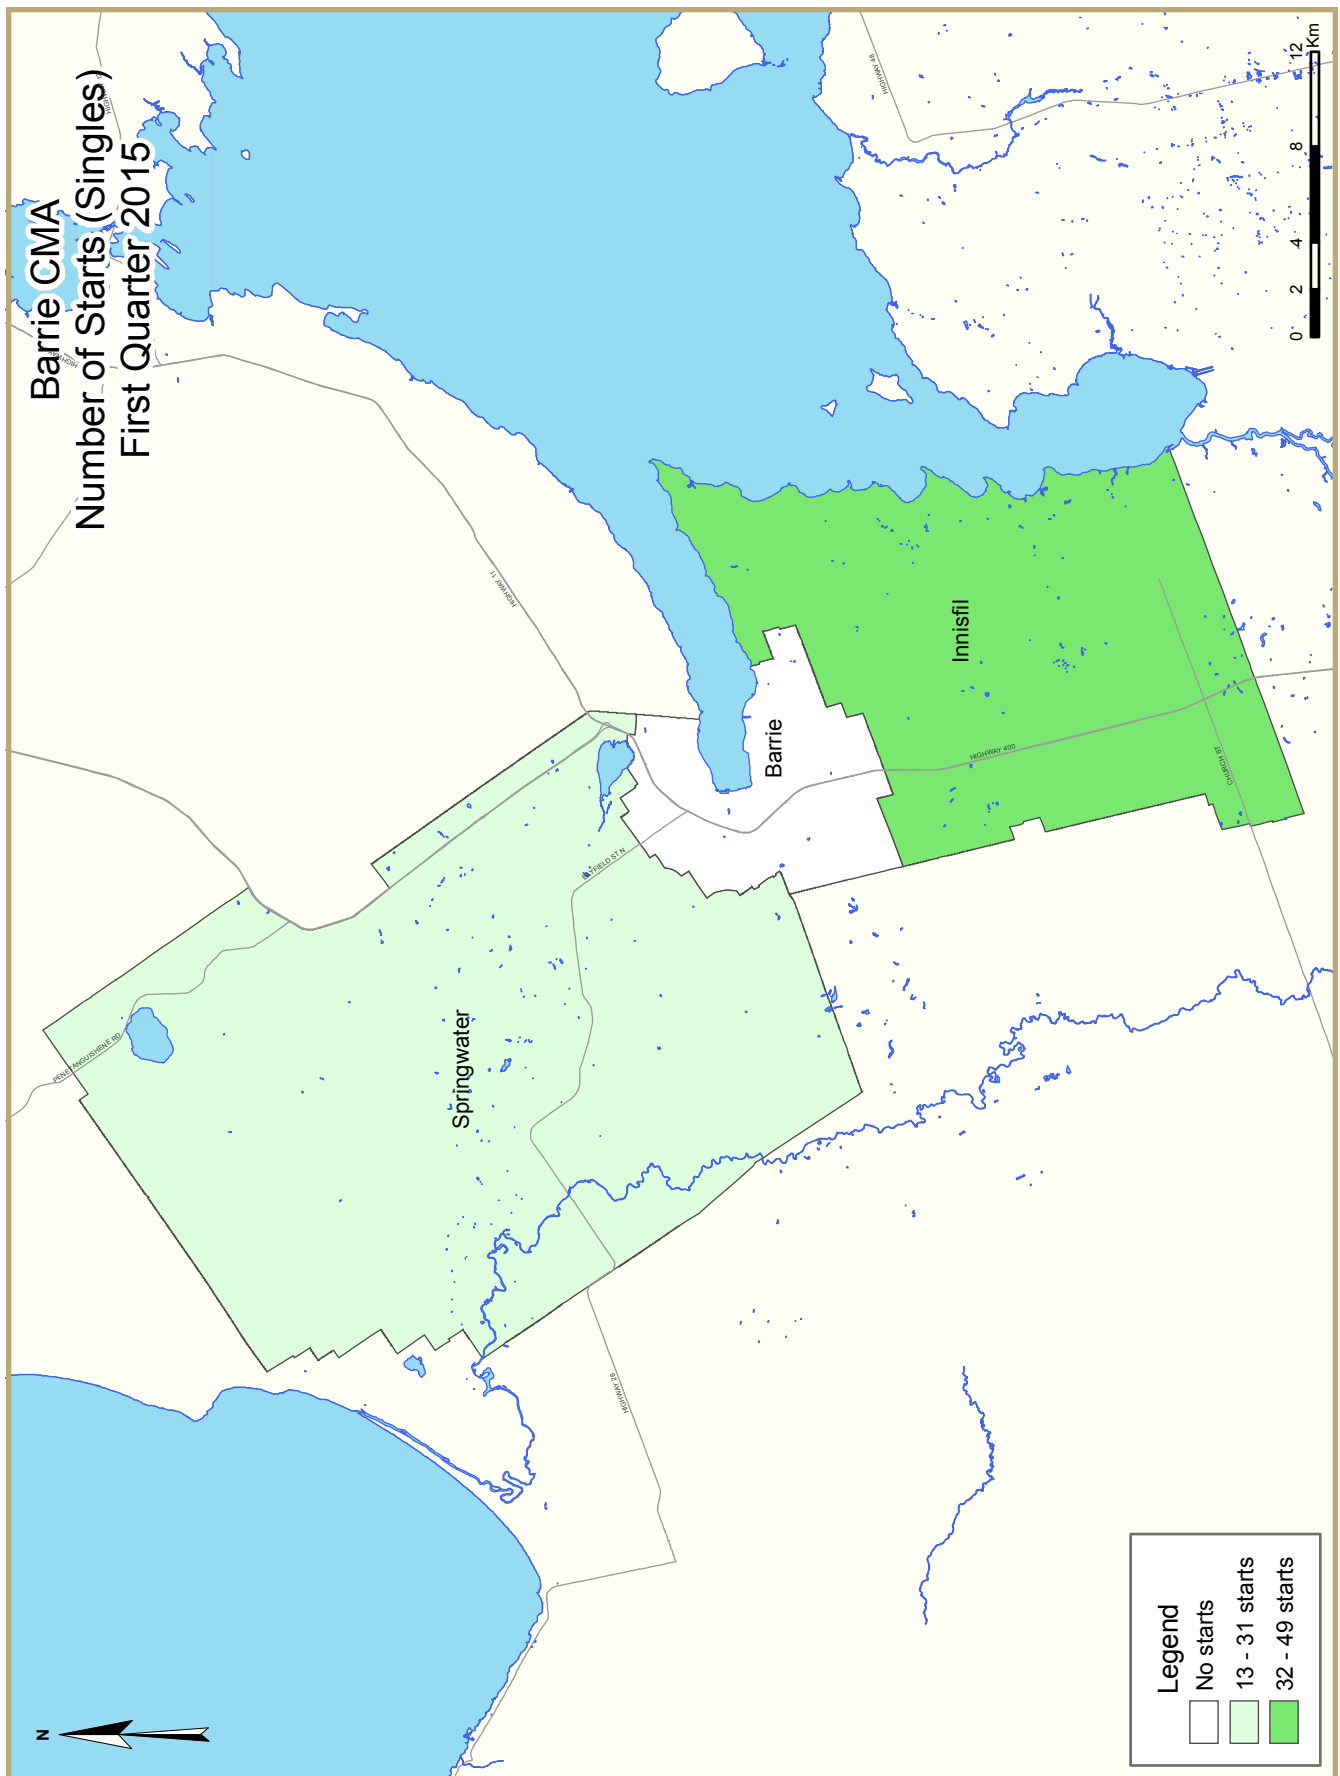 Barrie CMA
Number of Starts (Singles)
First Quarter 2015
N
HIGHWAY 11
HIGHWAY 48
PENETANGUISHENE RD
Springwater
BAYFIELD ST N
HIGHWAY 26
Barrie
Innisfil
HIGHWAY 400
CHURCH ST
Legend
No starts
13 - 31 starts
32 - 49 starts
0 2 4 8 12
Km